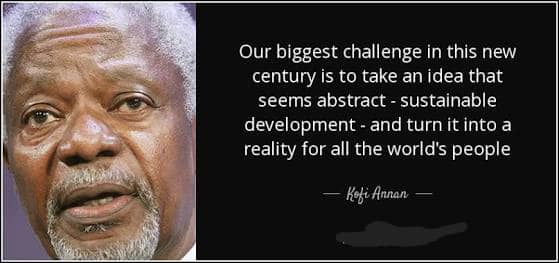 Our biggest challenge in this new
century is to take an idea that
seems abstract - sustainable
development - and turn it into a
reality for all the world's people
— Kofi Annan —